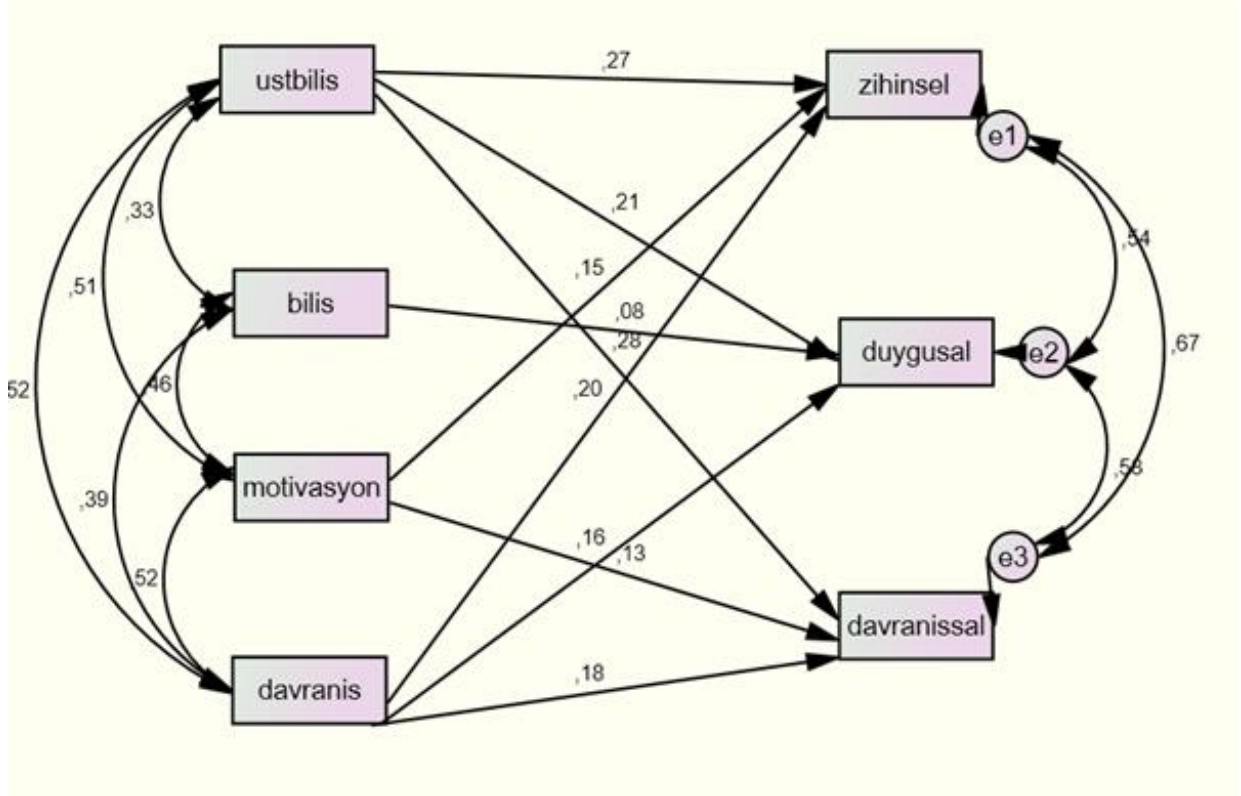 ustbilis
,27
zihinsel
e1
,33
,21
,54
,51
,15
bilis
,08
,28
duygusal
e2
,67
52
,46
,20
,39
motivasyon
,58
,16
,13
e3
52
davranissal
davranis
,18